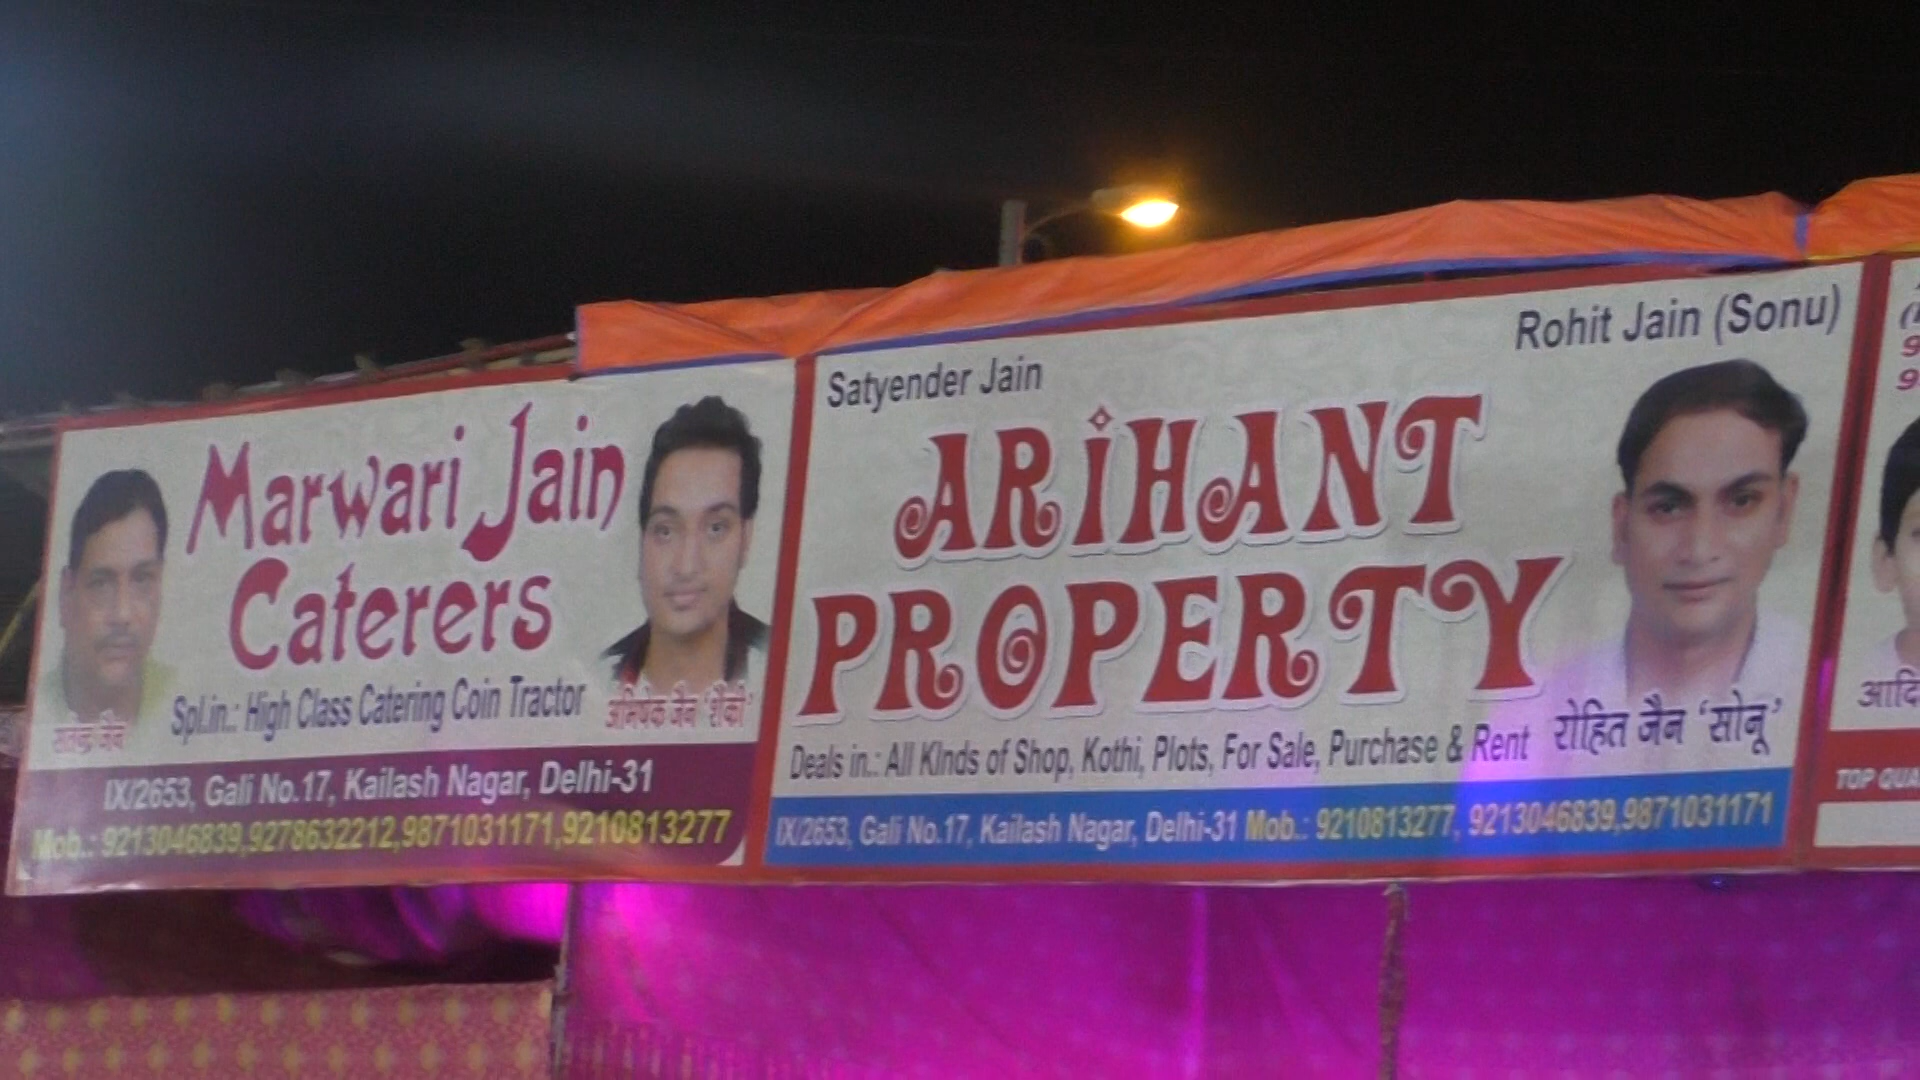 Marwari Jain
Caterers
Spl.in.: High Class Catering Coin Tractor
सतेन्द्र जैन
अभिषेक जैन 'शैंकी'
IX/2653, Gali No.17, Kailash Nagar, Delhi-31
Mob.: 9213046839,9278632212,9871031171,9210813277
Satyender Jain
Rohit Jain (Sonu)
ARiHANT
PROPERTY
Deals in.: All KInds of Shop, Kothi, Plots, For Sale, Purchase & Rent
रोहित जैन 'सोनू'
IX/2653, Gali No.17, Kailash Nagar, Delhi-31 Mob.: 9210813277, 9213046839,9871031171
आदि
TOP QUA